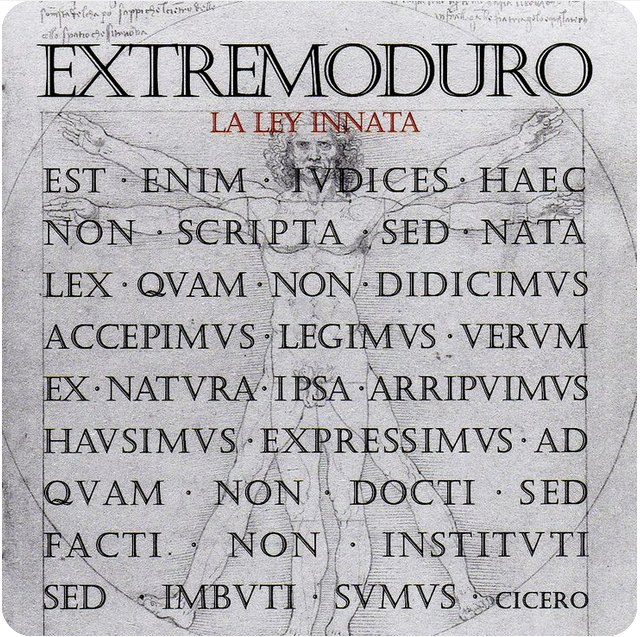 EXTREMODURO
LA LEY INNATA
EST · ENIM · IVDICES · HAEC
NON · SCRIPTA · SED · NATA
LEX · QVAM · NON · DIDICIMVS
ACCEPIMVS · LEGIMVS · VERVM
EX · NATVRA · IPSA · ARRIPVIMVS
HAVSIMVS · EXPRESSIMVS · AD
QVAM · NON · DOCTI · SED
FACTI · NON · INSTITVTI
SED · IMBVTI · SVMVS · CICERO